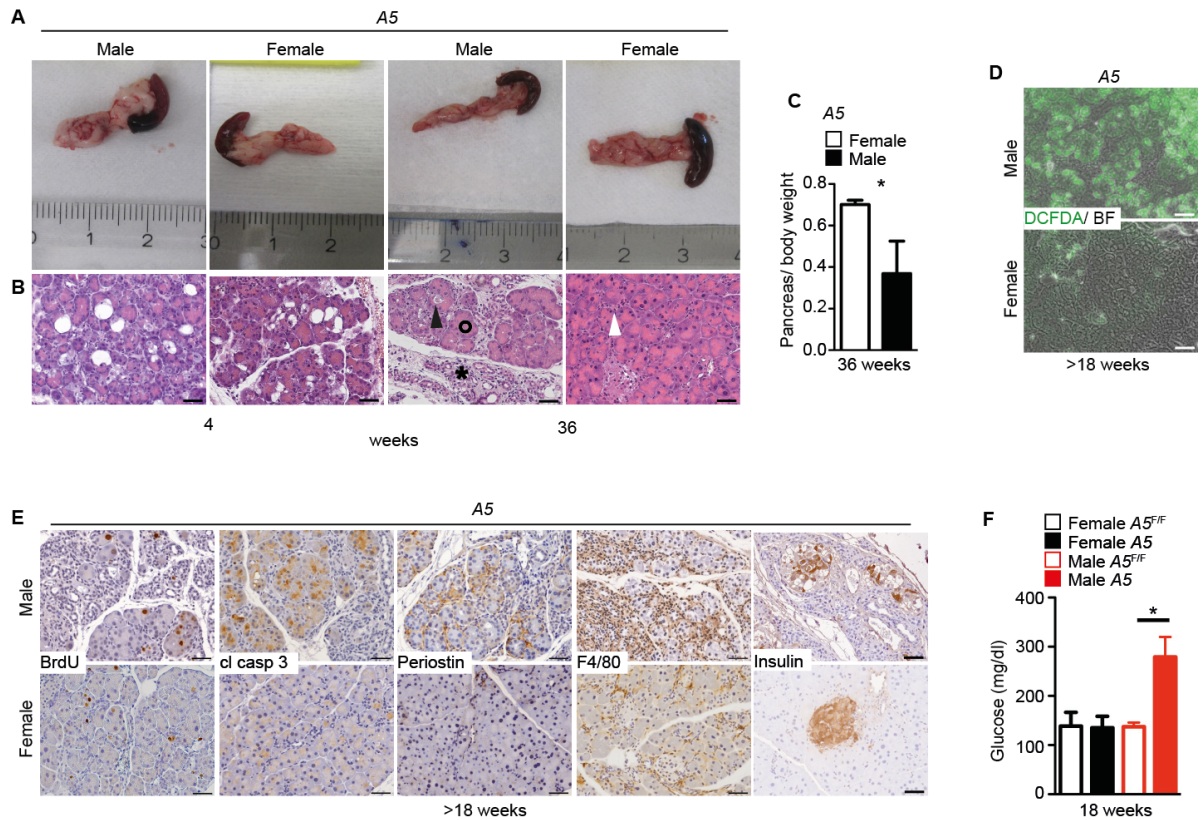 A
A5
Male
Female
Male
Female
0 1 2 3
0 1 2
1 2 3 4
1 2 3 4
B
4
weeks
36
C
A5
Female
Male
Pancreas/ body weight
0.8
0.6
0.4
0.2
0.0
*
36 weeks
D
A5
Male
DCFDA/ BF
Female
>18 weeks
E
A5
Male
BrdU
cl casp 3
Periostin
F4/80
Insulin
Female
>18 weeks
F
Female A5F/F
Female A5
Male A5F/F
Male A5
Glucose (mg/dl)
400
300
200
100
0
*
18 weeks